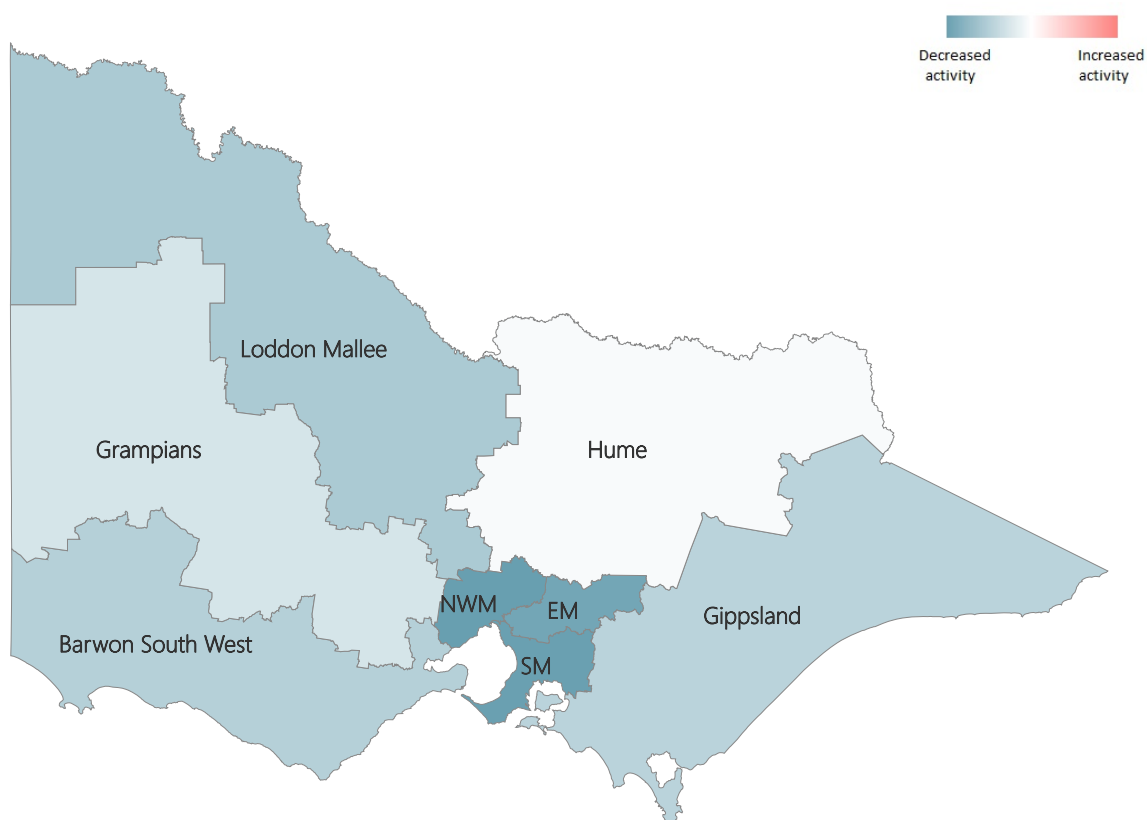 Decreased
activity
Increased
activity
Loddon Mallee
Grampians
Hume
NWM
EM
Gippsland
Barwon South West
SM